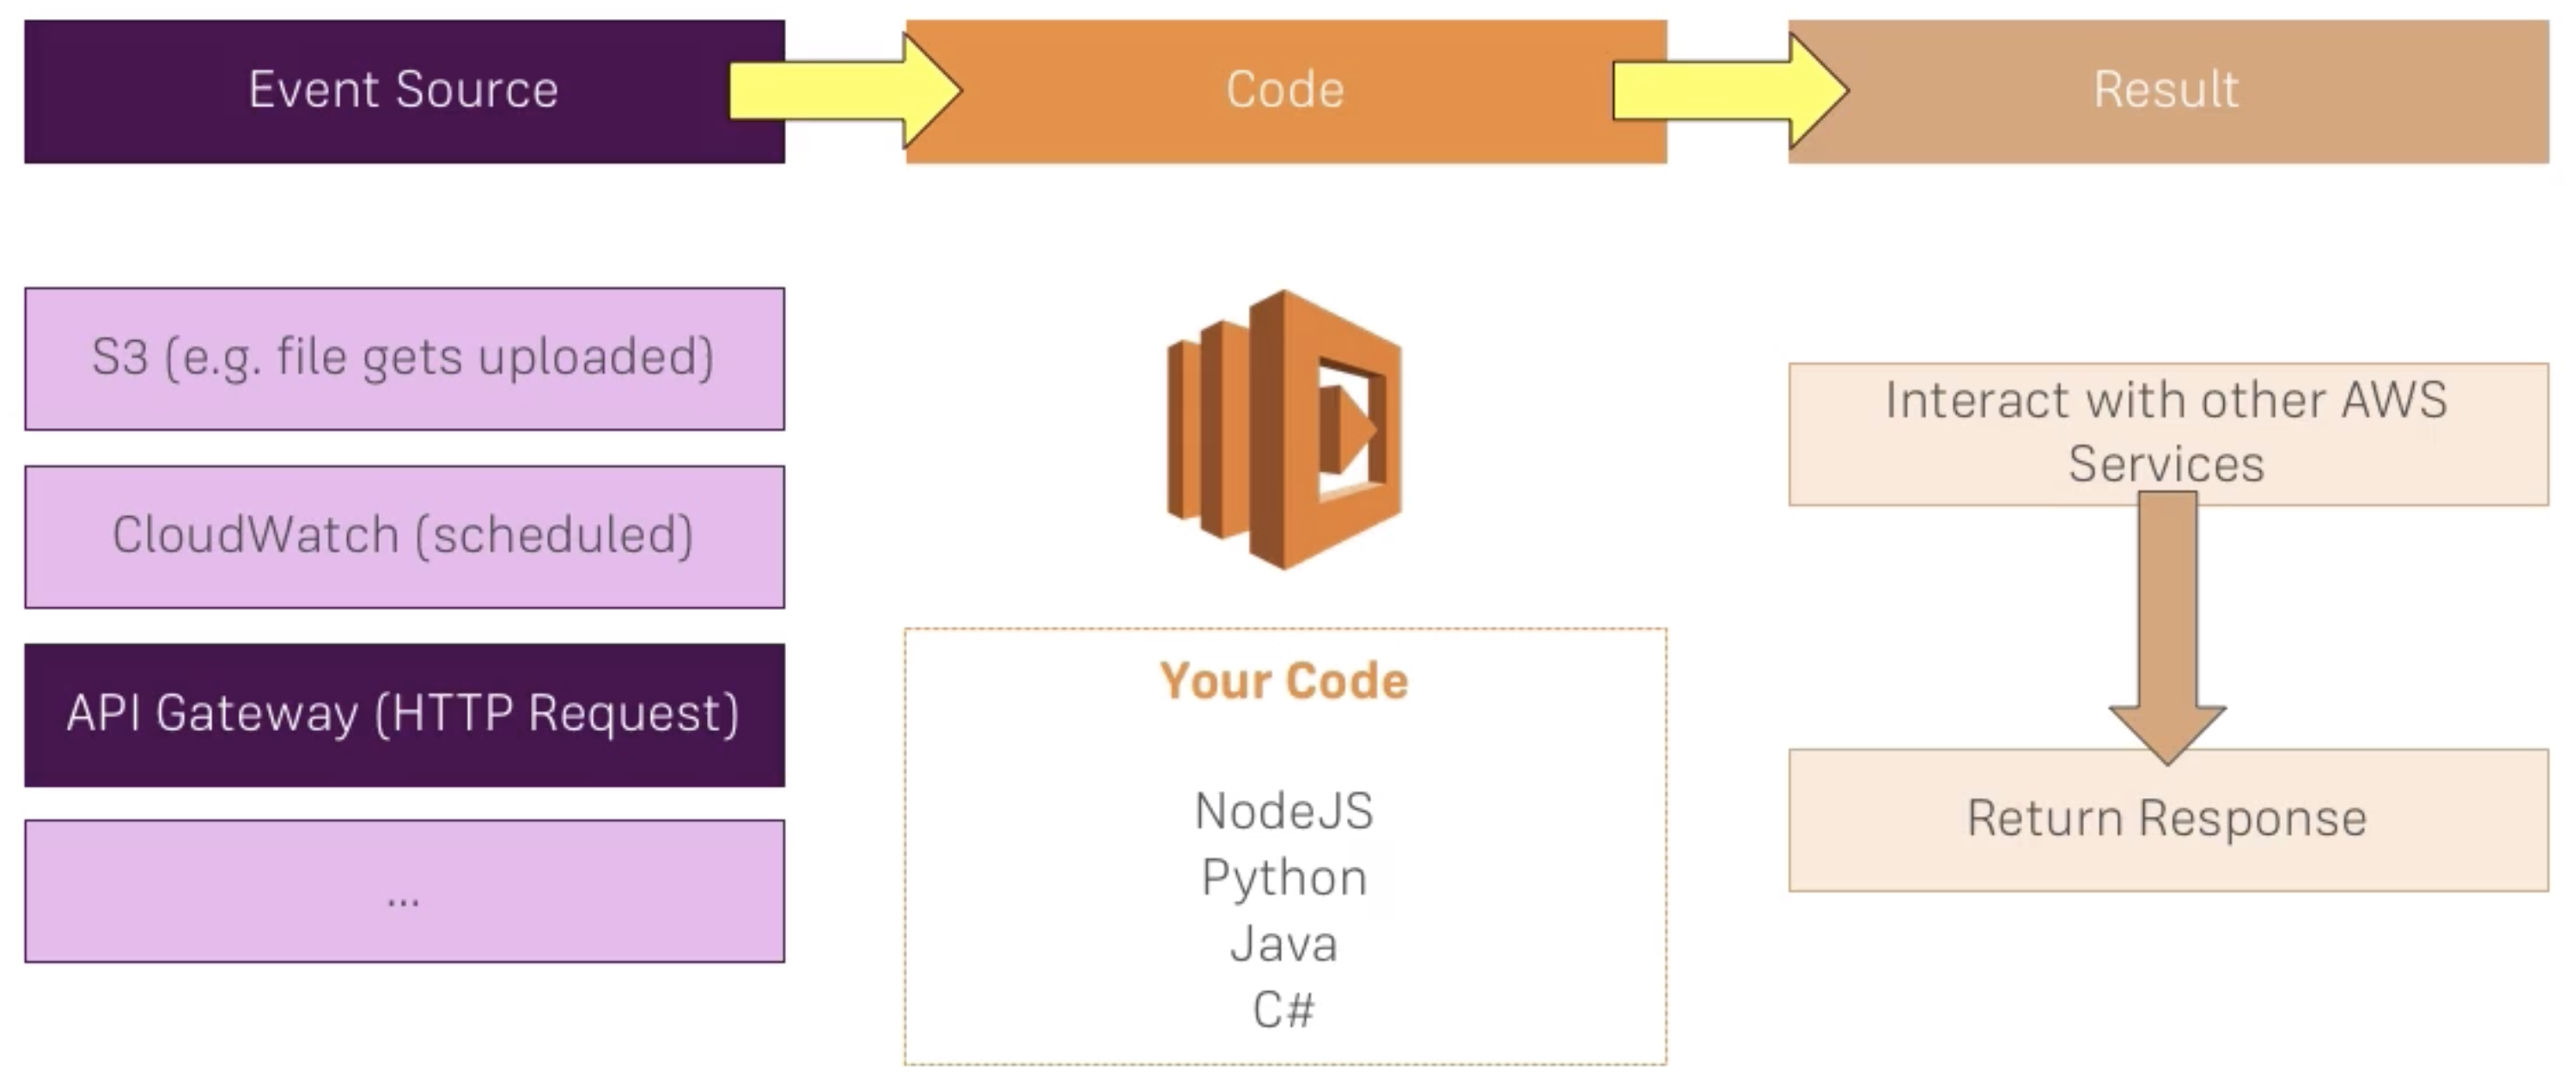 Event Source
Code
Result
S3 (e.g. file gets uploaded)
CloudWatch (scheduled)
API Gateway (HTTP Request)
...
Your Code
NodeJS
Python
Java
C#
Interact with other AWS
Services
Return Response